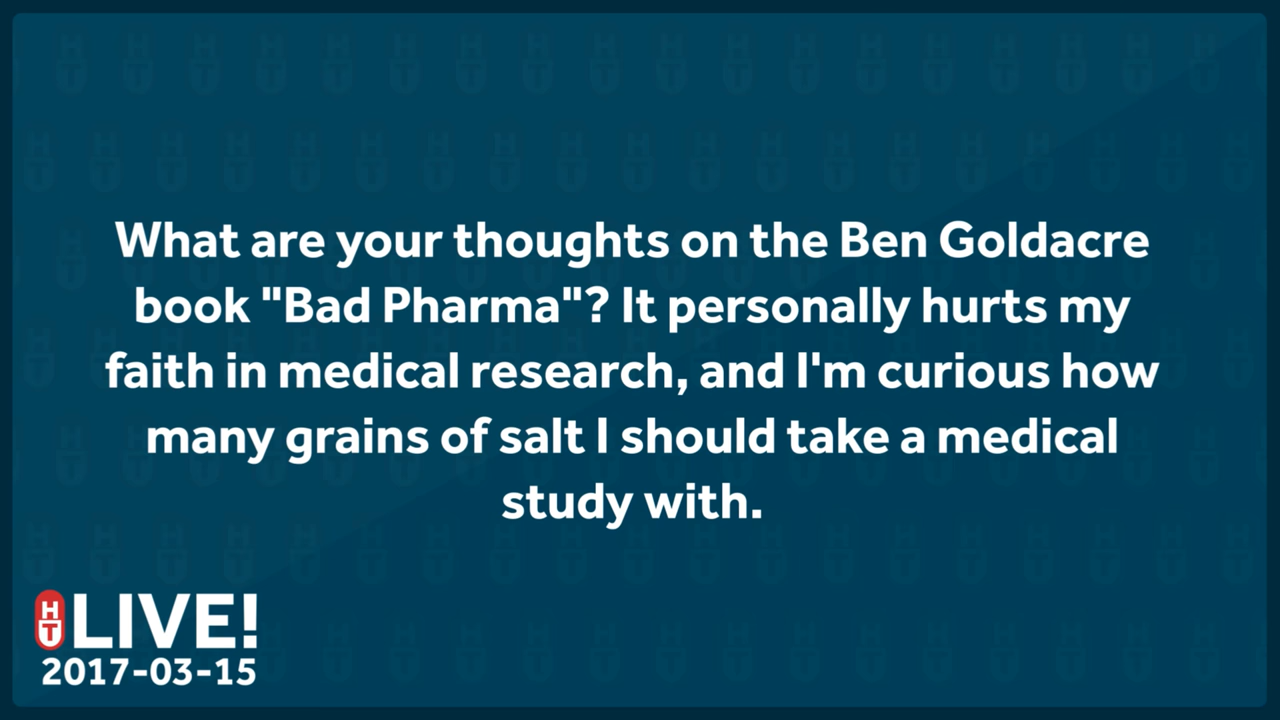 What are your thoughts on the Ben Goldacre
book "Bad Pharma"? It personally hurts my
faith in medical research, and I'm curious how
many grains of salt I should take a medical
study with.
HT LIVE!
2017-03-15